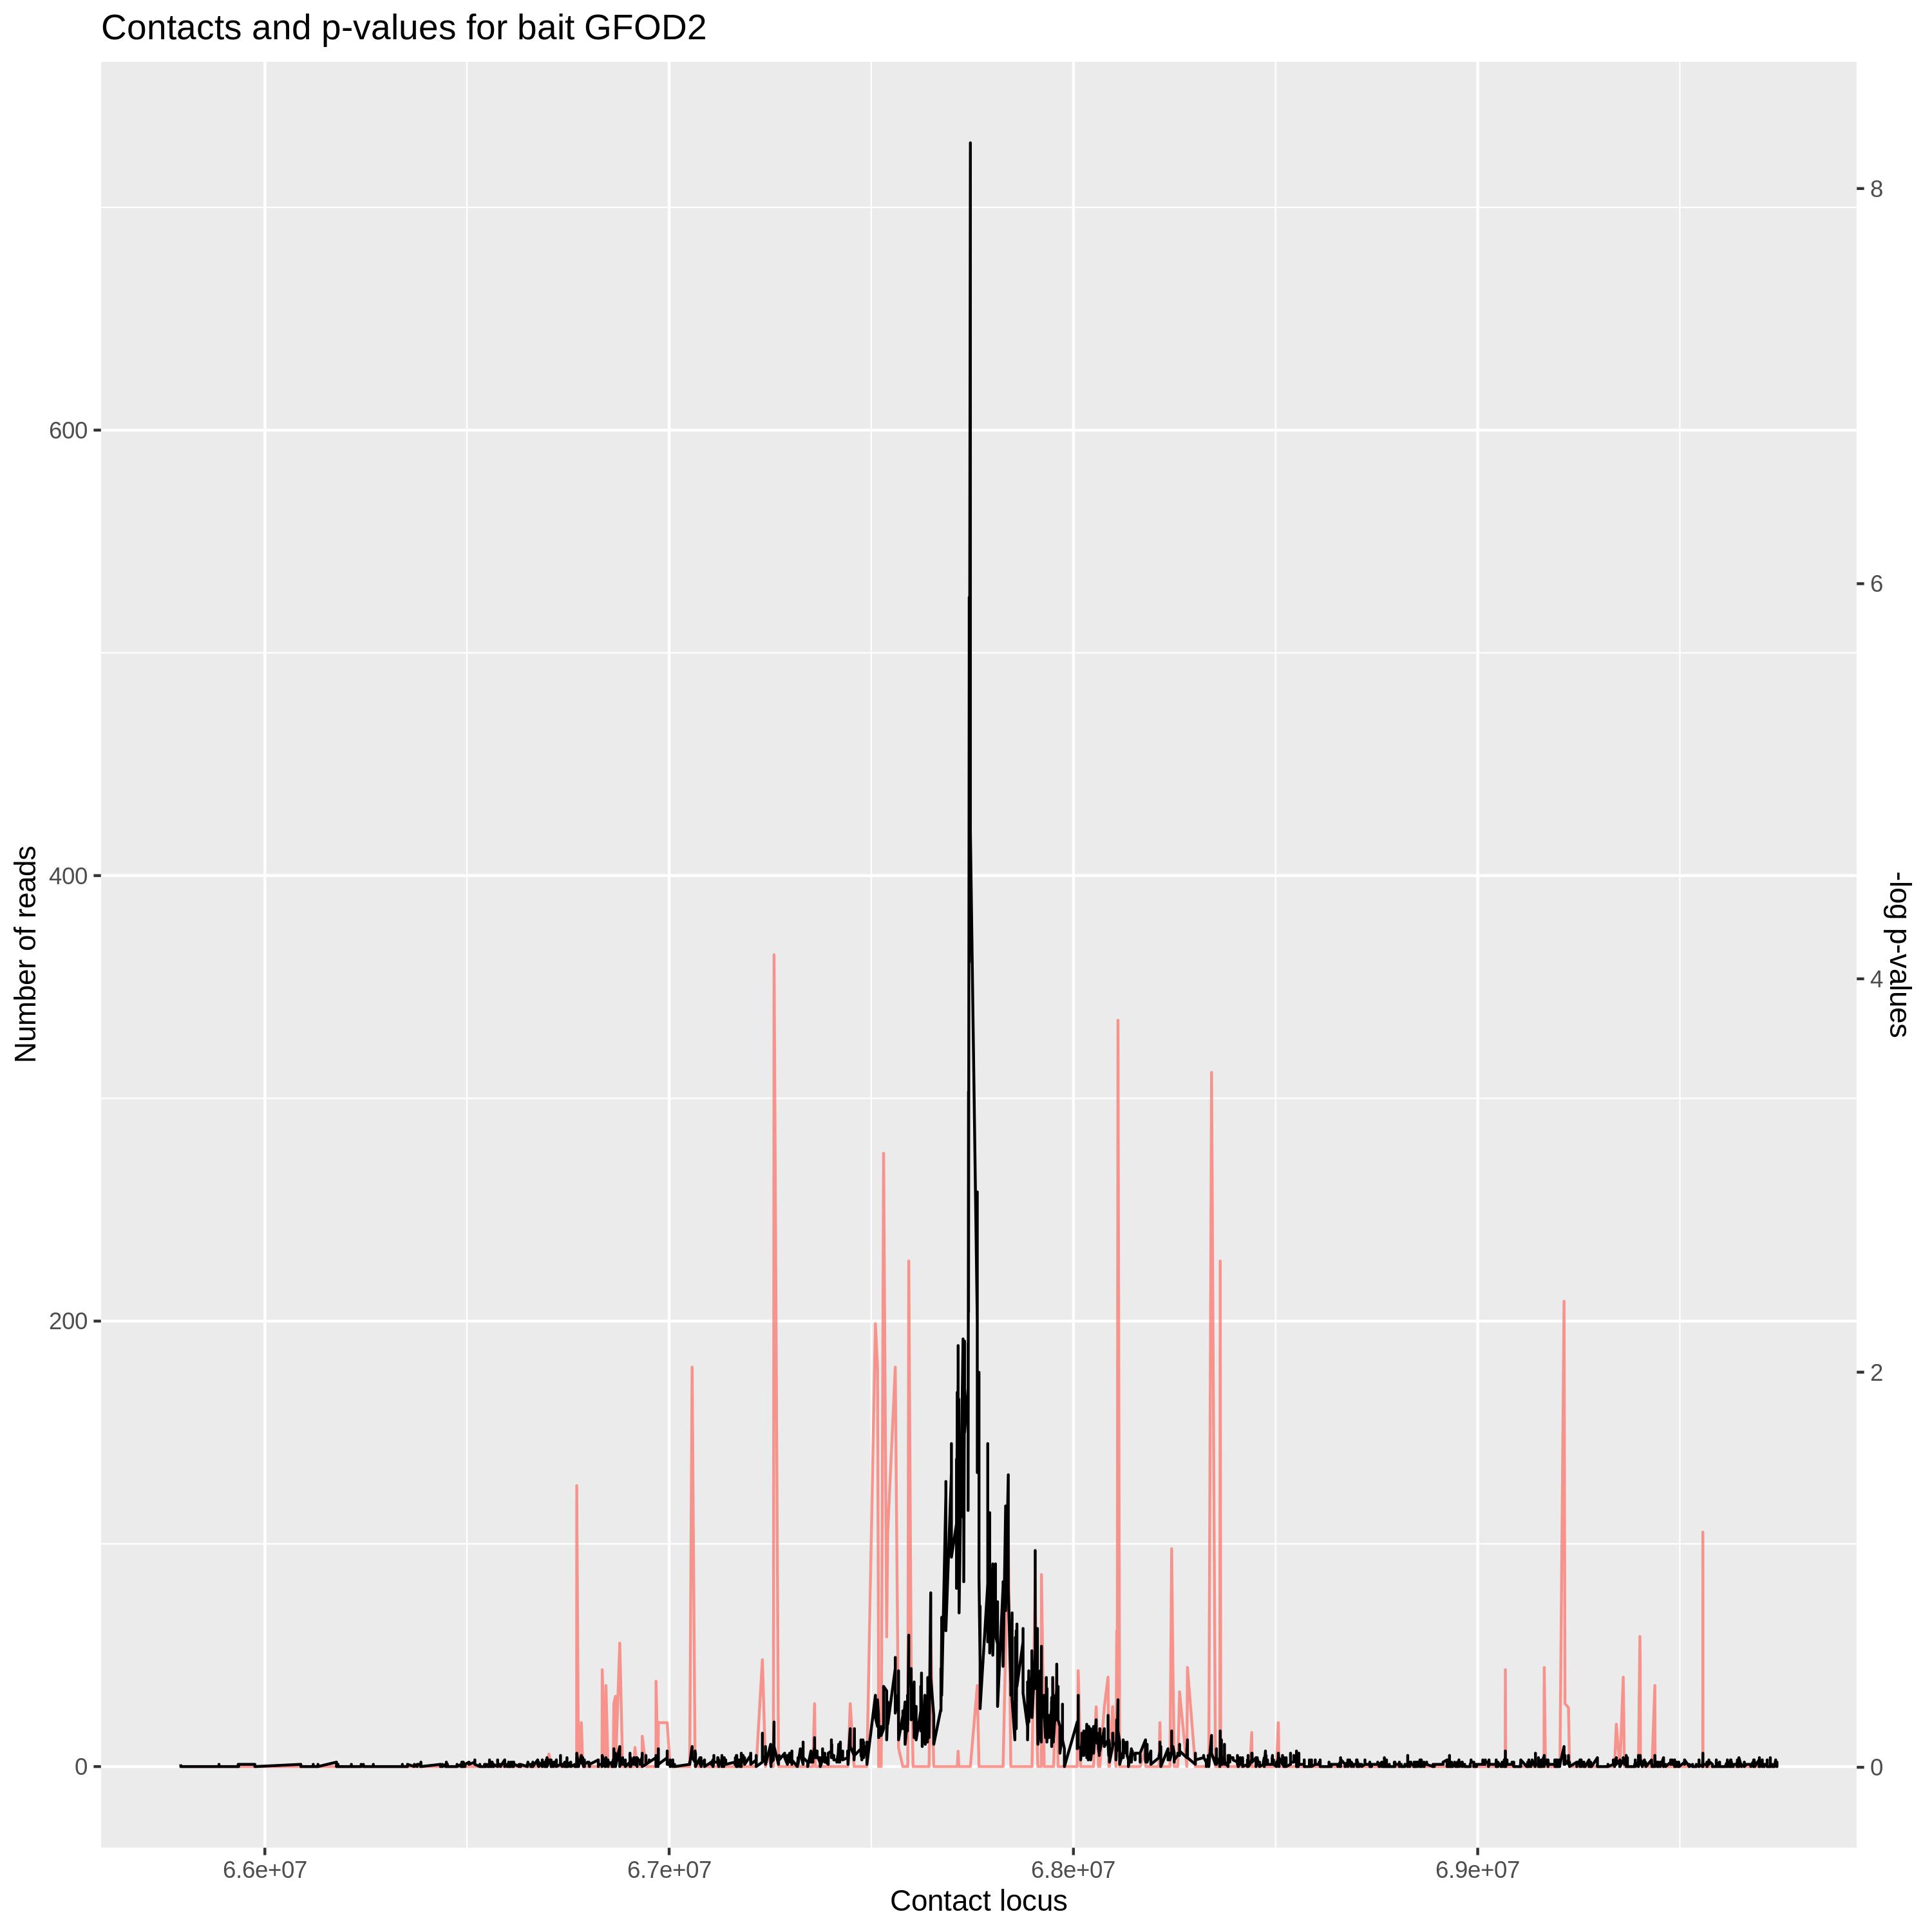 Contacts and p-values for bait GFOD2
8
600
6
Number of reads
400
-log p-values
4
200
2
0
0
6.6e+07
6.7e+07
6.8e+07
6.9e+07
Contact locus